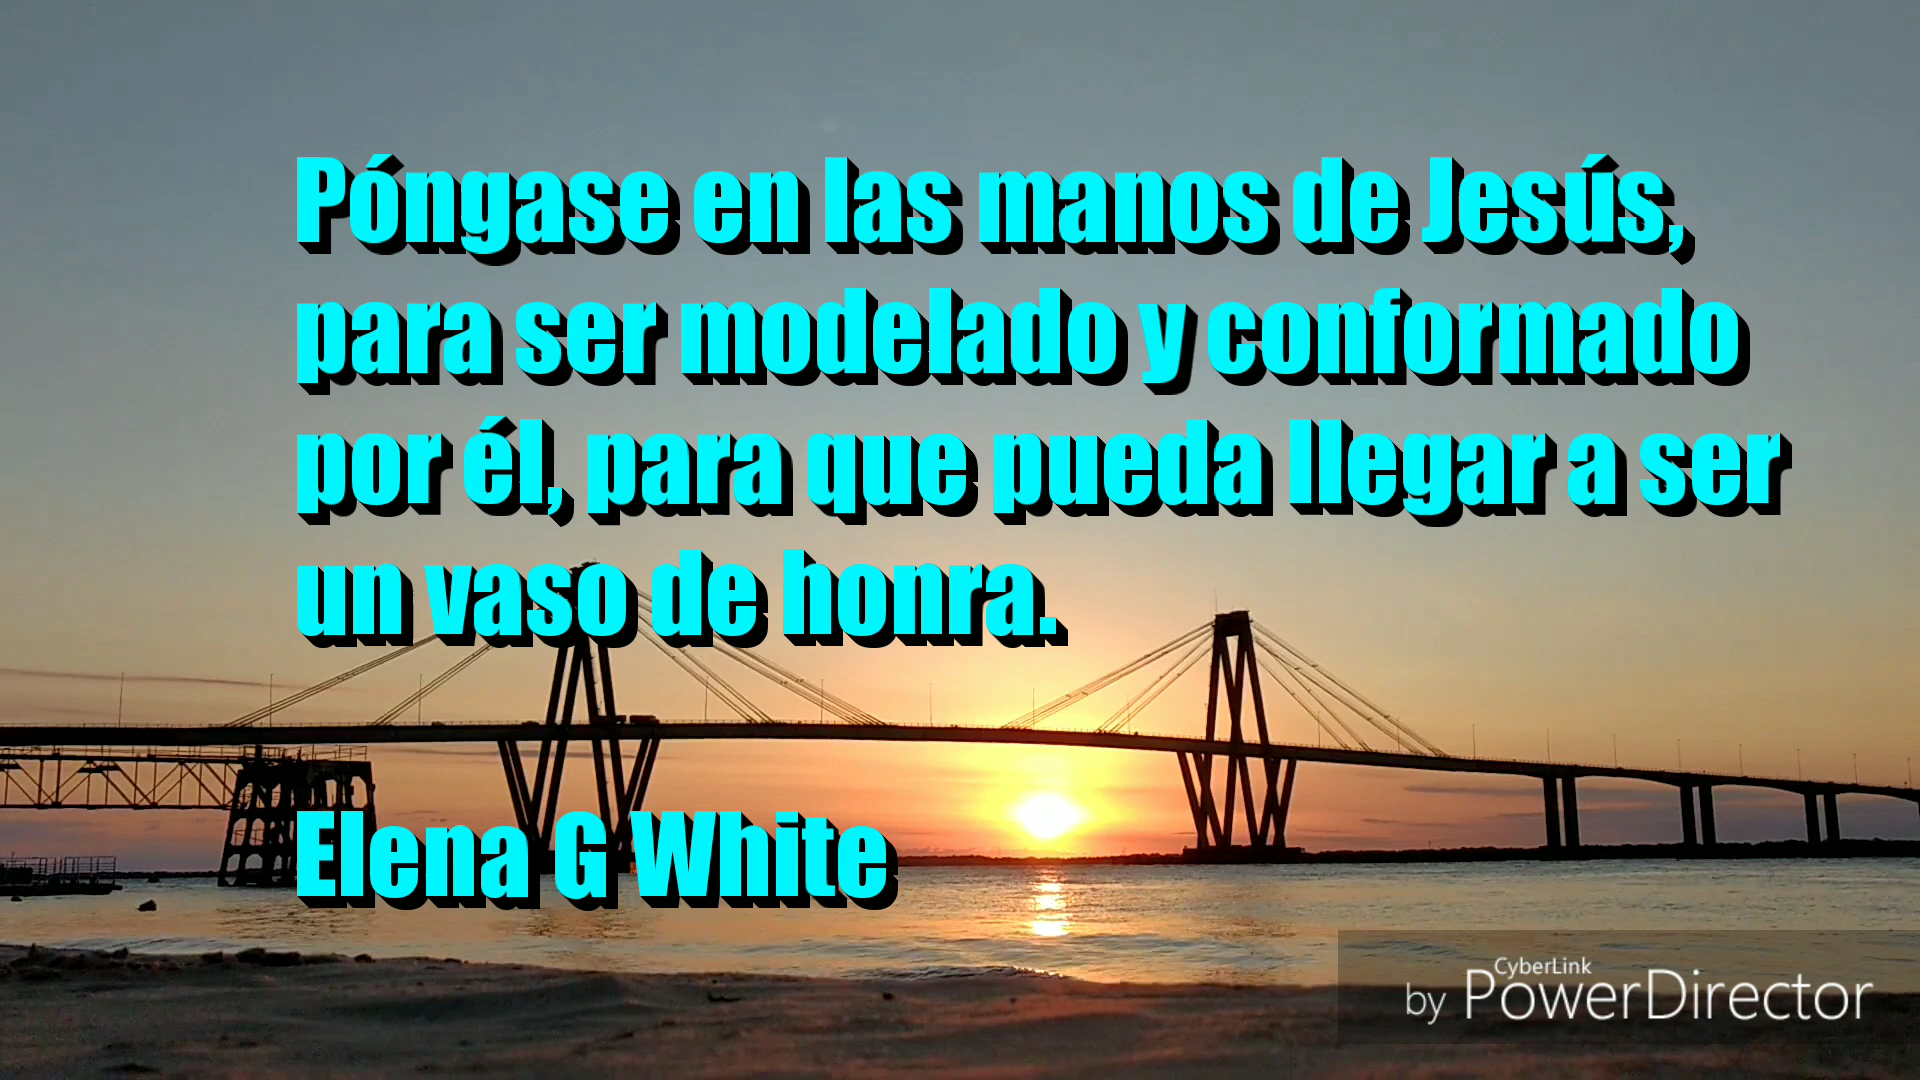 Póngase en las manos de Jesús,
para ser modelado y conformado
por él, para que pueda llegar a ser
un vaso de honra.
Elena G White
CyberLink
by PowerDirector